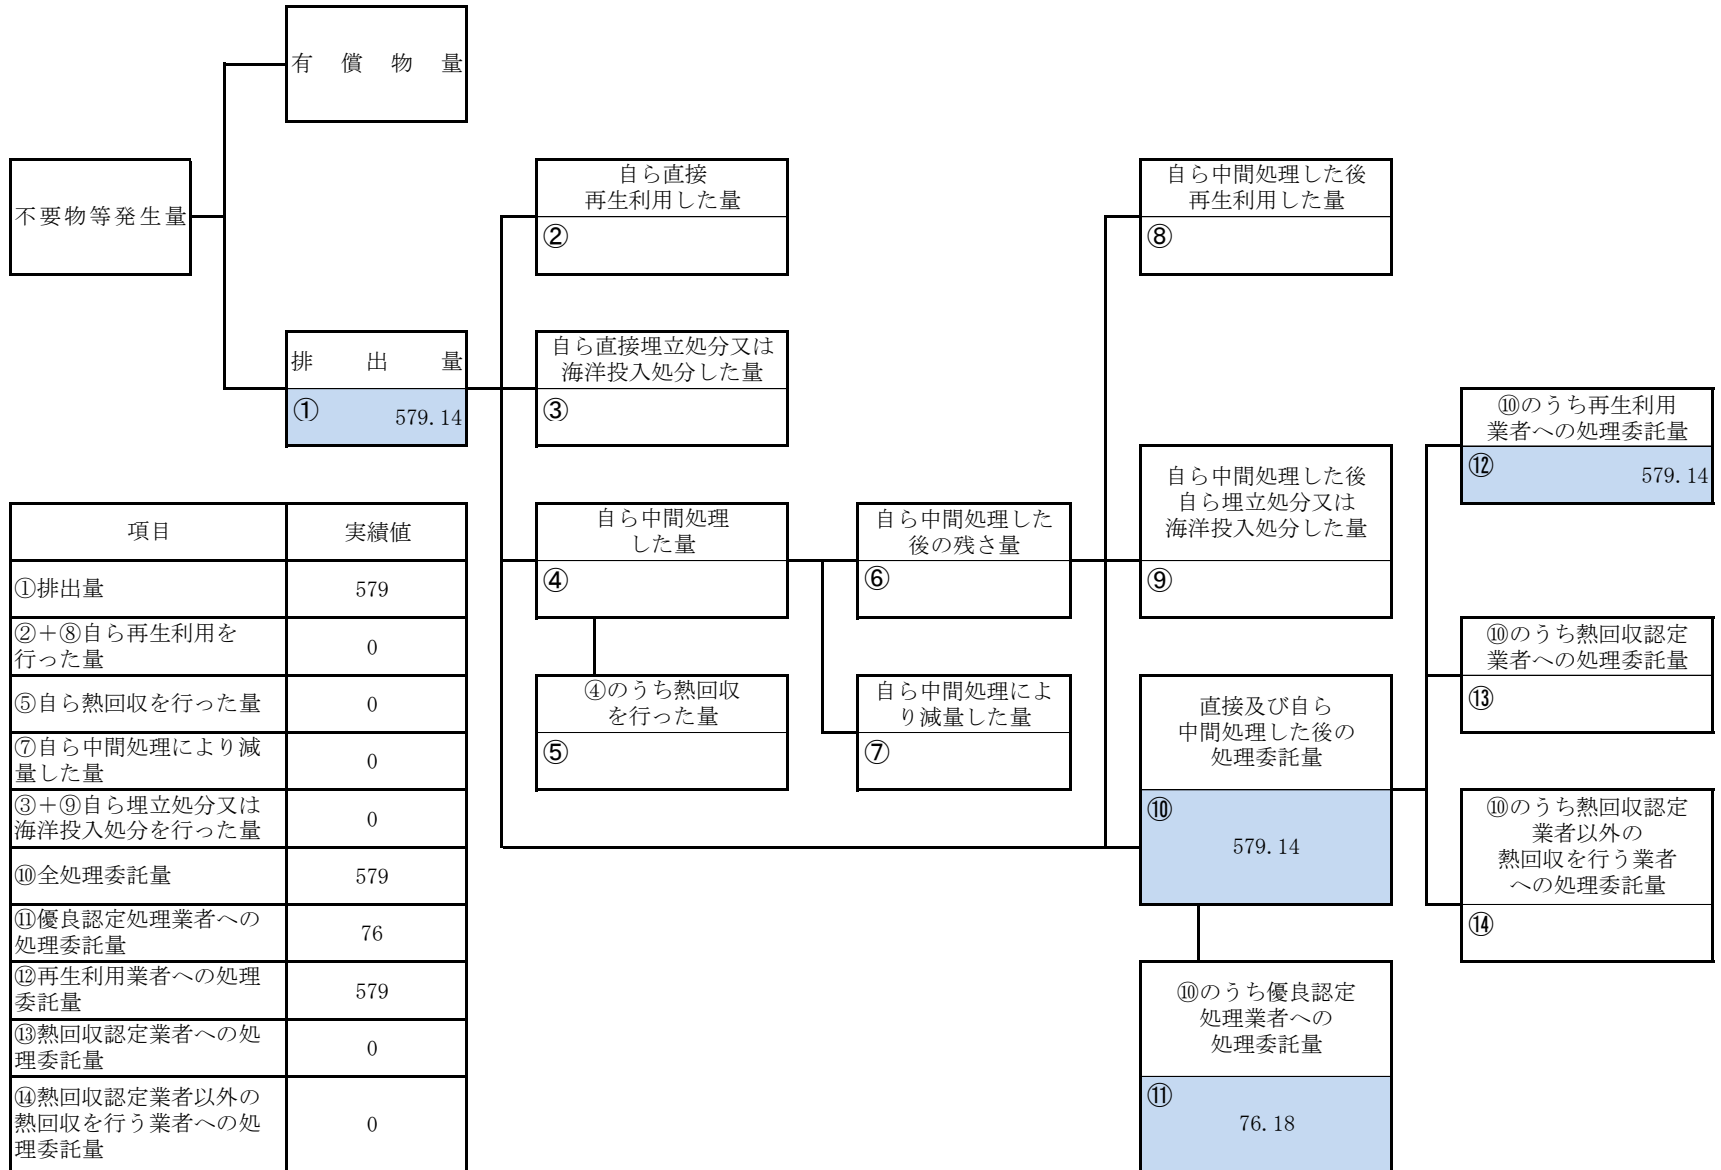 有償物量
不要物等発生量
排出量
① 579.14
自ら直接
再生利用した量
②
自ら直接埋立処分又は
海洋投入処分した量
③
自ら中間処理
した量
④
④のうち熱回収
を行った量
⑤
自ら中間処理した
後の残さ量
⑥
自ら中間処理によ
り減量した量
⑦
自ら中間処理した後
再生利用した量
⑧
自ら中間処理した後
自ら埋立処分又は
海洋投入処分した量
⑨
直接及び自ら
中間処理した後の
処理委託量
⑩
579.14
⑩のうち優良認定
処理業者への
処理委託量
⑪
76.18
⑩のうち再生利用
業者への処理委託量
⑫ 579.14
⑩のうち熱回収認定
業者への処理委託量
⑬
⑩のうち熱回収認定
業者以外の
熱回収を行う業者
への処理委託量
⑭
項目 実績値
①排出量 579
②＋⑧自ら再生利用を
行った量 0
⑤自ら熱回収を行った量 0
⑦自ら中間処理により減
量した量 0
③＋⑨自ら埋立処分又は
海洋投入処分を行った量 0
⑩全処理委託量 579
⑪優良認定処理業者への
処理委託量 76
⑫再生利用業者への処理
委託量 579
⑬熱回収認定業者への処
理委託量 0
⑭熱回収認定業者以外の
熱回収を行う業者への処
理委託量 0